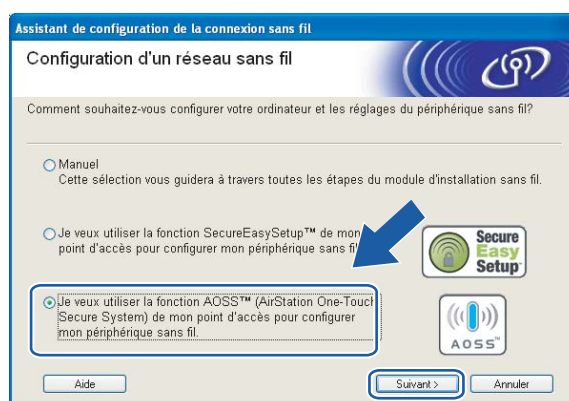 Assistant de configuration de la connexion sans fil
Configuration d'un réseau sans fil
Comment souhaitez-vous configurer votre ordinateur et les réglages du périphérique sans fil?
Manuel
Cette sélection vous guidera à travers toutes les étapes du module d'installation sans fil.
Je veux utiliser la fonction SecureEasySetup™ de mon
point d'accès pour configurer mon périphérique sans
Secure
Easy
Setup
Je veux utiliser la fonction AOSS™ (AirStation One-Touch
Secure System) de mon point d'accès pour configurer
mon périphérique sans fil.
AOSS™
Aide
Suivant >
Annuler